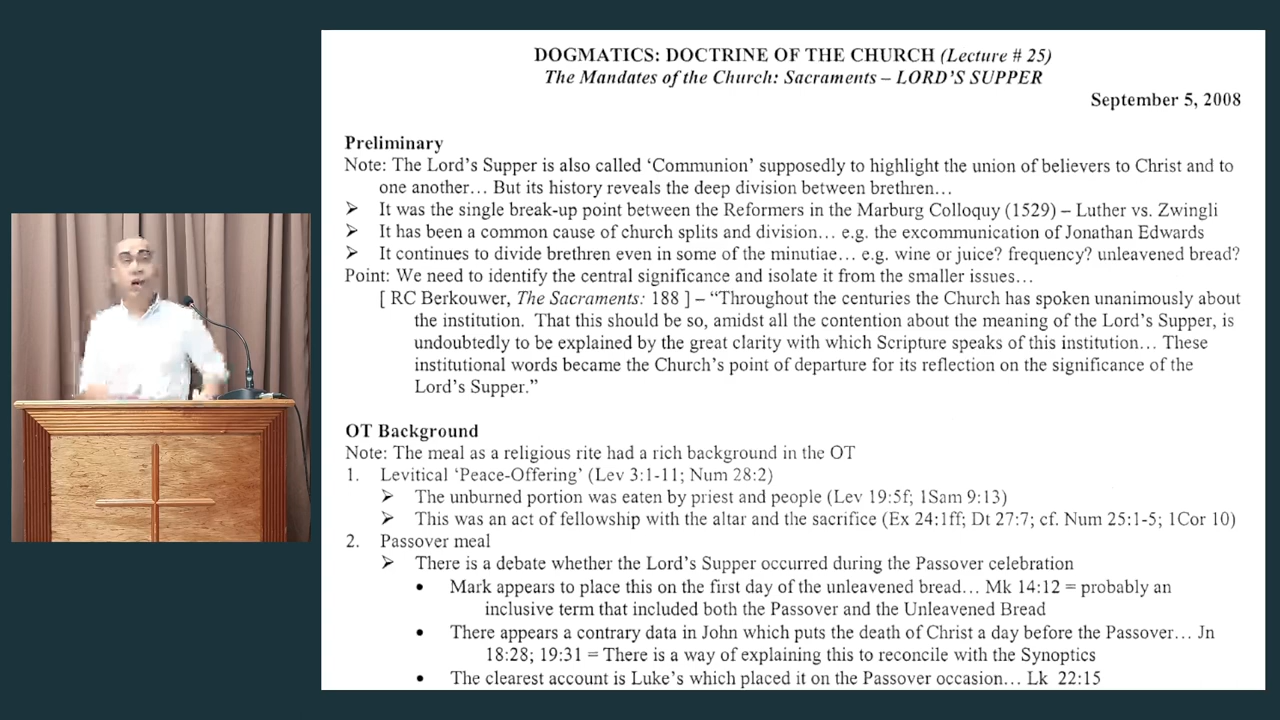 DOGMATICS: DOCTRINE OF THE CHURCH (Lecture # 25)
The Mandates of the Church: Sacraments – LORD'S SUPPER
September 5, 2008
Preliminary
Note: The Lord's Supper is also called 'Communion' supposedly to highlight the union of believers to Christ and to
one another… But its history reveals the deep division between brethren…
➢ It was the single break-up point between the Reformers in the Marburg Colloquy (1529) – Luther vs. Zwingli
➢ It has been a common cause of church splits and division… e.g. the excommunication of Jonathan Edwards
➢ It continues to divide brethren even in some of the minutiae… e.g. wine or juice? frequency? unleavened bread?
Point: We need to identify the central significance and isolate it from the smaller issues…
[ RC Berkouwer, The Sacraments: 188 ] – "Throughout the centuries the Church has spoken unanimously about
the institution. That this should be so, amidst all the contention about the meaning of the Lord's Supper, is
undoubtedly to be explained by the great clarity with which Scripture speaks of this institution… These
institutional words became the Church's point of departure for its reflection on the significance of the
Lord's Supper."
OT Background
Note: The meal as a religious rite had a rich background in the OT
1. Levitical 'Peace-Offering' (Lev 3:1-11; Num 28:2)
➢ The unburned portion was eaten by priest and people (Lev 19:5f; 1Sam 9:13)
➢ This was an act of fellowship with the altar and the sacrifice (Ex 24:1ff; Dt 27:7; cf. Num 25:1-5; 1Cor 10)
2. Passover meal
➢ There is a debate whether the Lord's Supper occurred during the Passover celebration
• Mark appears to place this on the first day of the unleavened bread… Mk 14:12 = probably an
inclusive term that included both the Passover and the Unleavened Bread
• There appears a contrary data in John which puts the death of Christ a day before the Passover… Jn
18:28; 19:31 = There is a way of explaining this to reconcile with the Synoptics
• The clearest account is Luke's which placed it on the Passover occasion… Lk 22:15